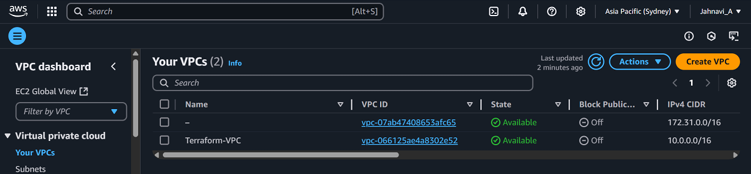 aws Search [Alt+S] Asia Pacific (Sydney) Jahnavi_A
VPC dashboard
EC2 Global View
Filter by VPC
Virtual private cloud
Your VPCs
Subnets
Your VPCs (2) Info
Last updated
2 minutes ago
Actions
Create VPC
Search
1
Name VPC ID State Block Public... IPv4 CIDR
– vpc-07ab47408653afc65 Available Off 172.31.0.0/16
Terraform-VPC vpc-066125ae4a8302e52 Available Off 10.0.0.0/16